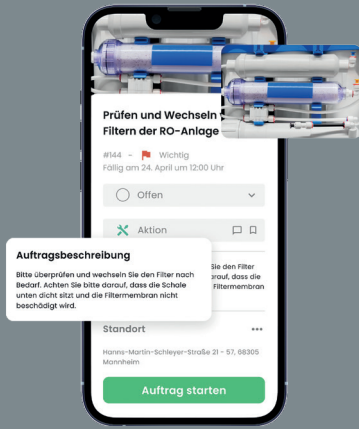 Prüfen und Wechseln
Filtern der RO-Anlage
#144 - Wichtig
Fällig am 24. April um 12:00 Uhr
Offen
Aktion
Auftragsbeschreibung
Bitte überprüfen und wechseln Sie den Filter nach
Bedarf. Achten Sie bitte darauf, dass die Schale
unten dicht sitzt und die Filtermembran nicht
beschädigt wird.
Sie den Filter
darauf, dass die
Filtermembran
Standort
Hanns-Martin-Schleyer-Straße 21 - 57, 68305
Mannheim
Auftrag starten